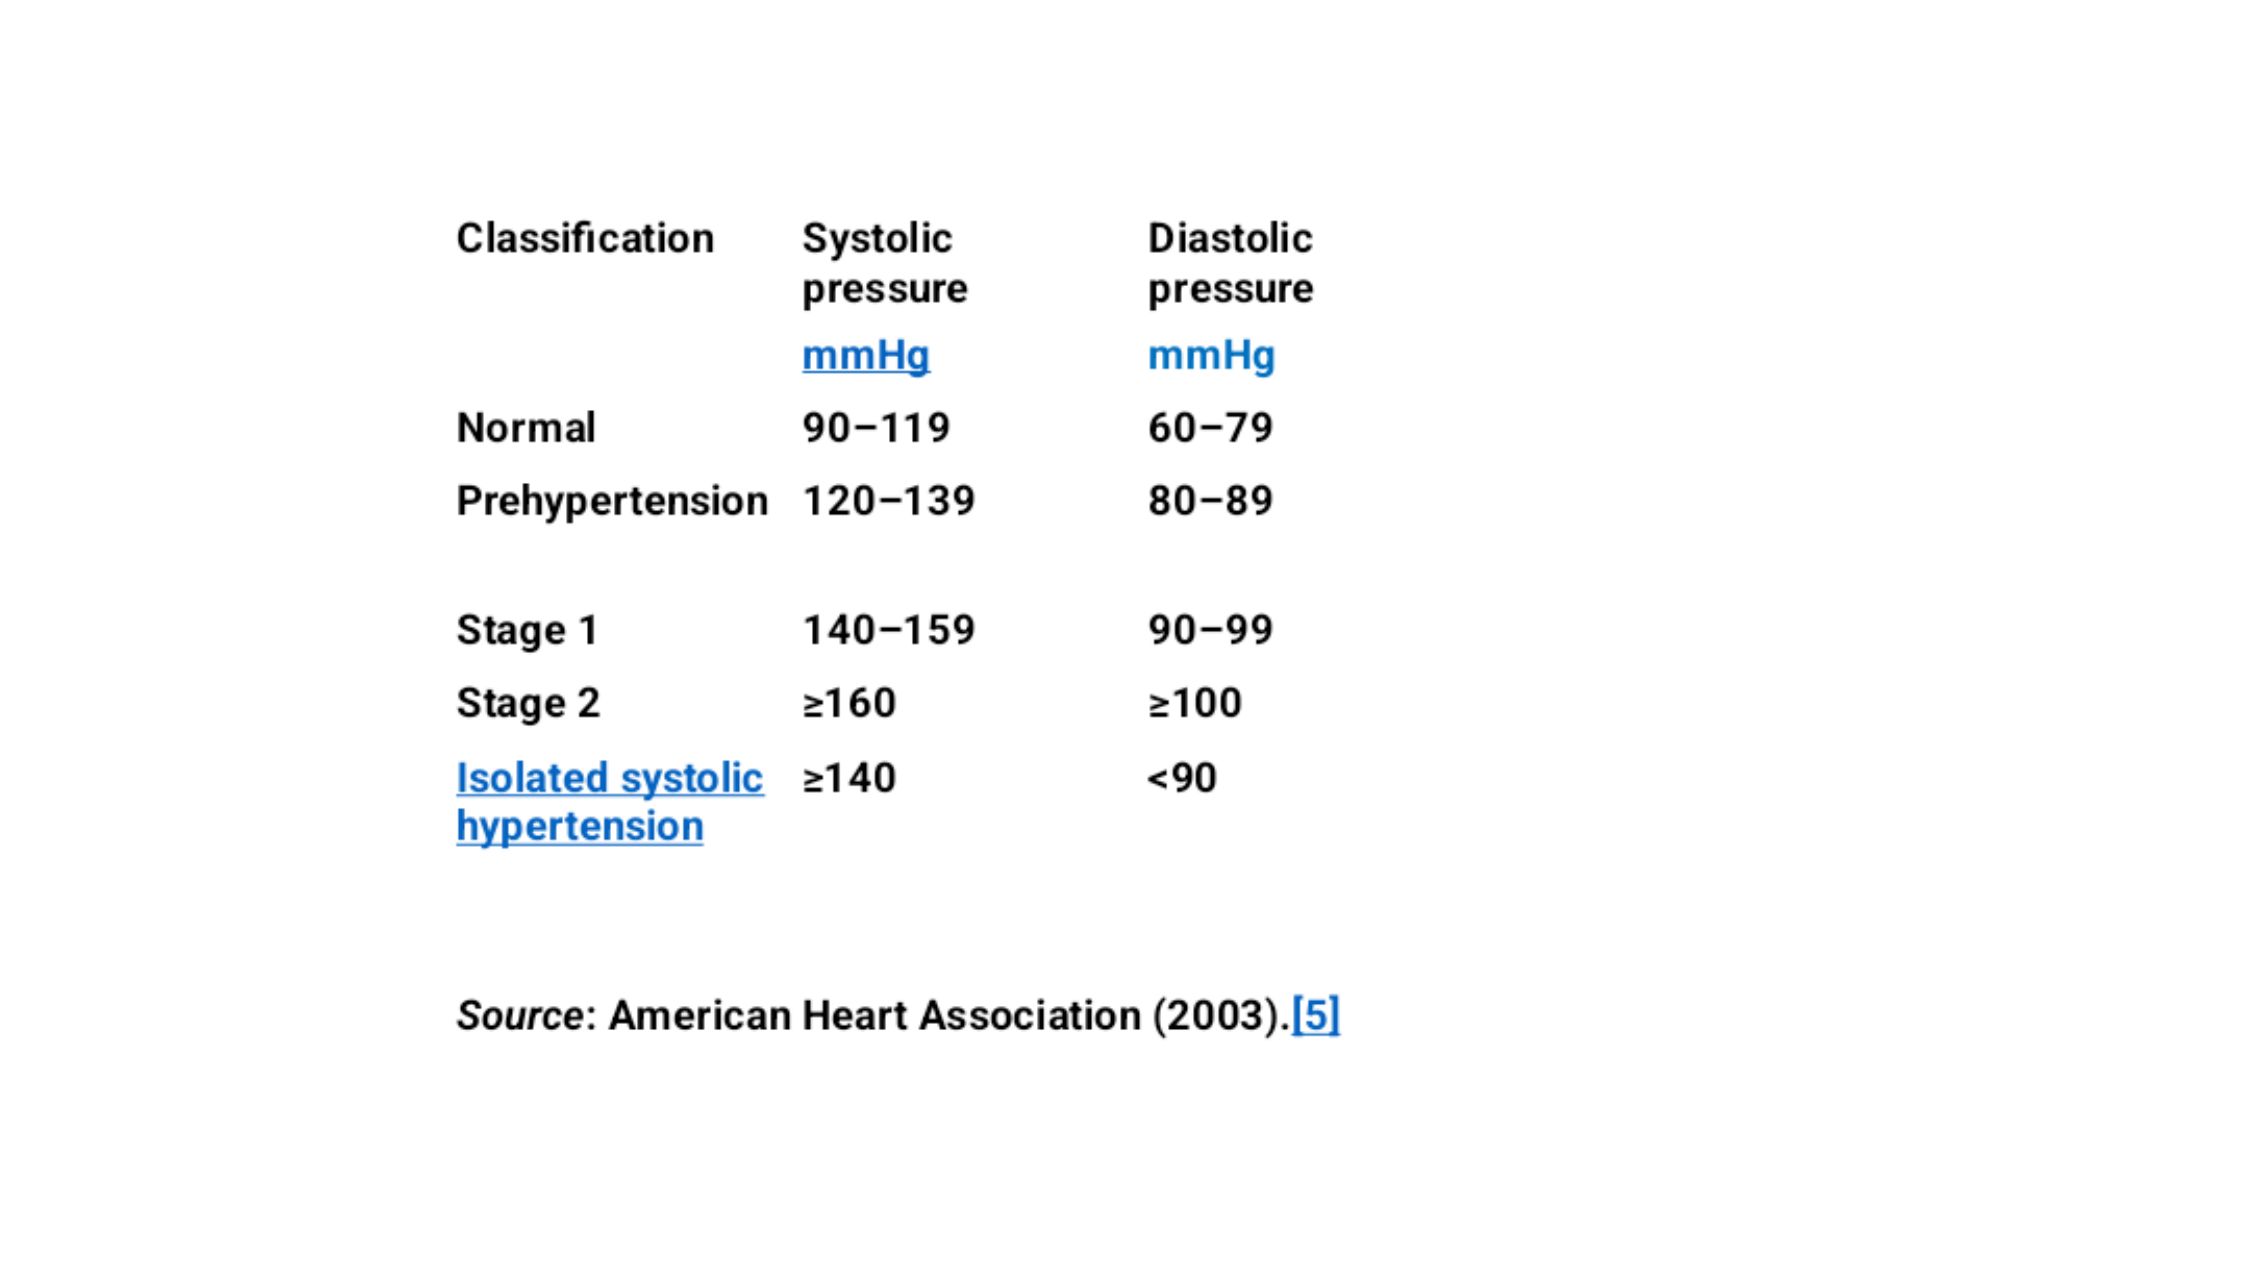 Classification Systolic pressure Diastolic pressure
mmHg mmHg
Normal 90–119 60–79
Prehypertension 120–139 80–89
Stage 1 140–159 90–99
Stage 2 ≥160 ≥100
Isolated systolic hypertension ≥140 <90
Source: American Heart Association (2003).[5]